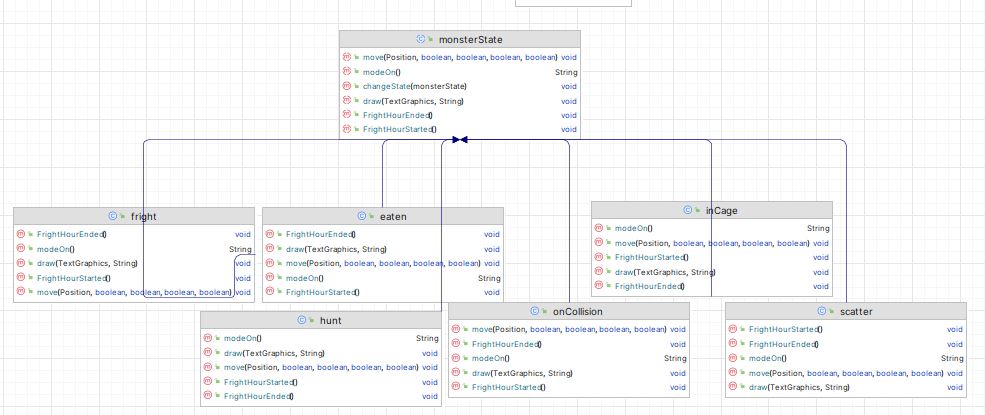 monsterState
move(Position, boolean, boolean, boolean, boolean) void
modeOn() String
changeState(monsterState) void
draw(TextGraphics, String) void
FrightHourEnded() void
FrightHourStarted() void
fright
FrightHourEnded() void
modeOn() String
draw(TextGraphics, String) void
FrightHourStarted() void
move(Position, boolean, boolean, boolean, boolean) void
eaten
FrightHourEnded() void
draw(TextGraphics, String) void
move(Position, boolean, boolean, boolean, boolean) void
modeOn() String
FrightHourStarted() void
inCage
modeOn() String
move(Position, boolean, boolean, boolean, boolean) void
FrightHourStarted() void
draw(TextGraphics, String) void
FrightHourEnded() void
hunt
modeOn() String
draw(TextGraphics, String) void
move(Position, boolean, boolean, boolean, boolean) void
FrightHourStarted() void
FrightHourEnded() void
onCollision
move(Position, boolean, boolean, boolean, boolean) void
FrightHourEnded() void
modeOn() String
draw(TextGraphics, String) void
FrightHourStarted() void
scatter
FrightHourStarted() void
FrightHourEnded() void
modeOn() String
move(Position, boolean, boolean, boolean, boolean) void
draw(TextGraphics, String) void